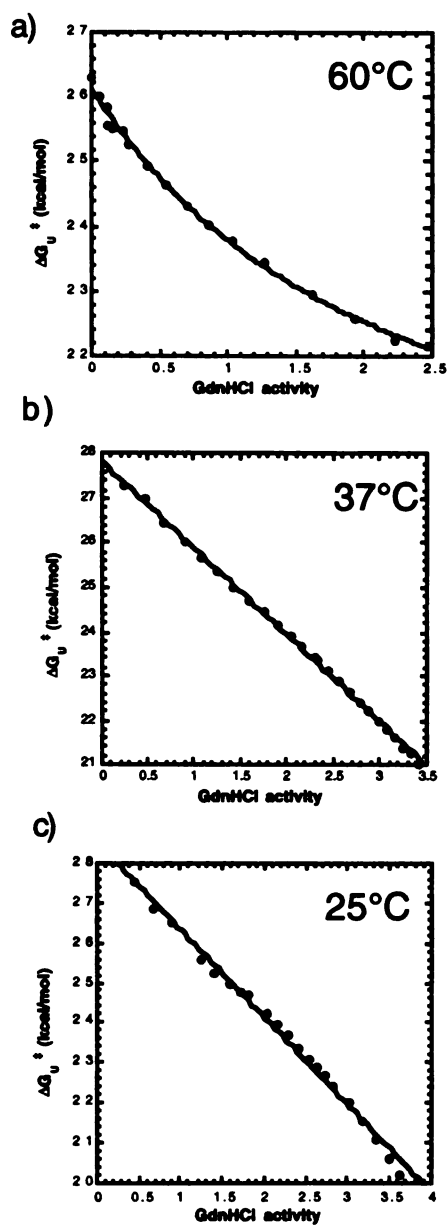 a)
27
26
25
24
23
22
60°C
ΔG_u‡ (kcal/mol)
0 0.5 1 1.5 2 2.5
GdnHCl activity
b)
28
27
26
25
24
23
22
21
37°C
ΔG_u‡ (kcal/mol)
0 0.5 1 1.5 2 2.5 3 3.5
GdnHCl activity
c)
28
27
26
25
24
23
22
21
20
25°C
ΔG_u‡ (kcal/mol)
0 0.5 1 1.5 2 2.5 3 3.5 4
GdnHCl activity